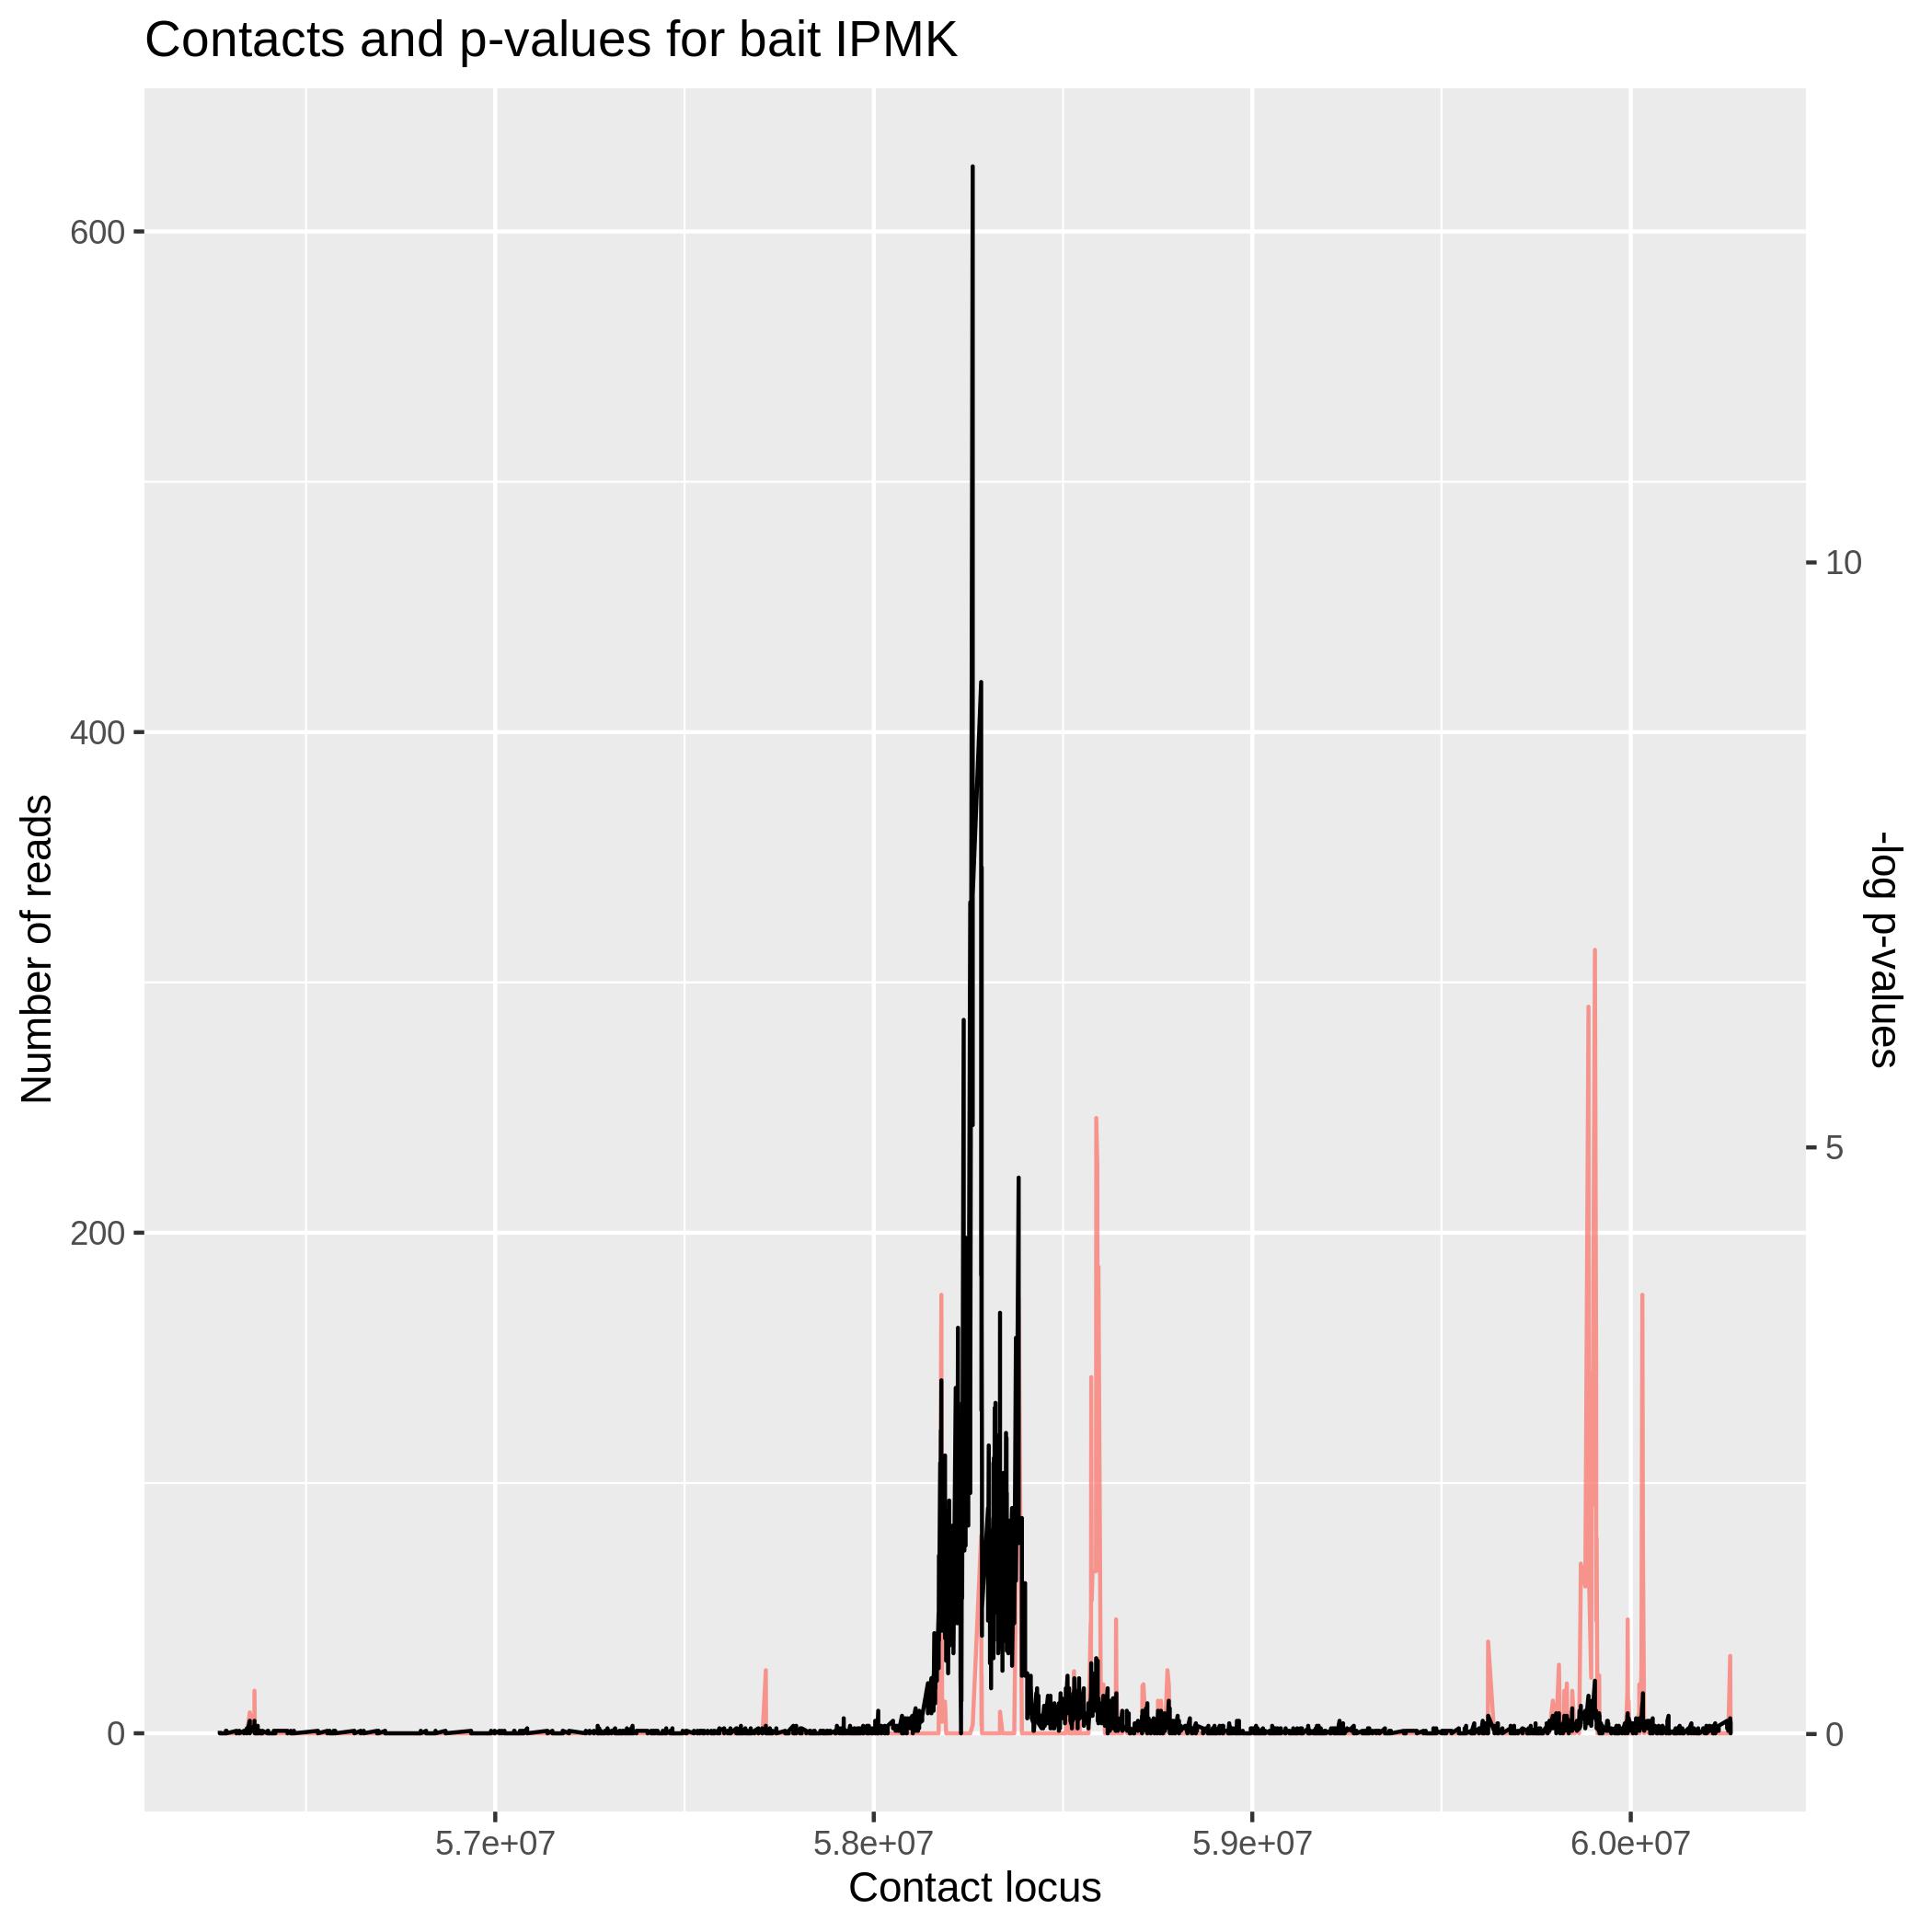 Contacts and p-values for bait IPMK
600
400
200
0
10
5
0
Number of reads
-log p-values
5.7e+07
5.8e+07
5.9e+07
6.0e+07
Contact locus